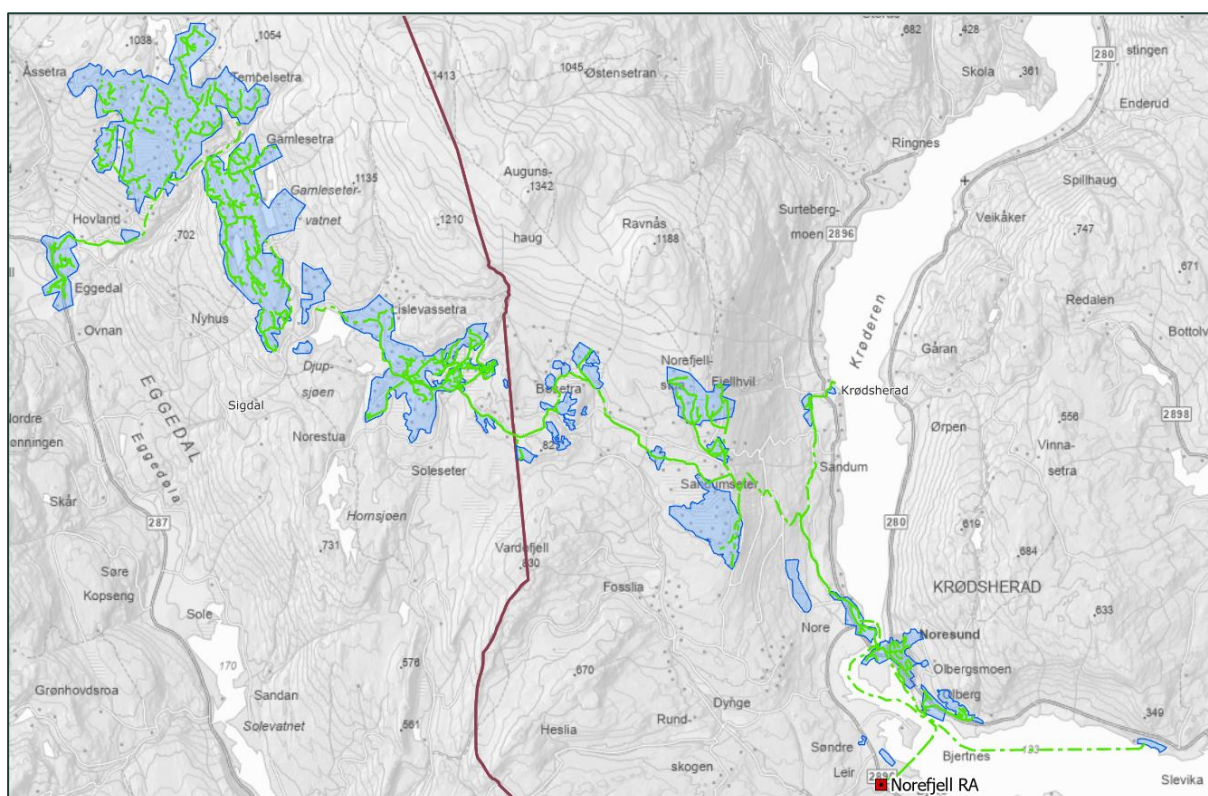 1038
1054
682
428
280
stingen
Åssetra
Tempelsetra
1413
1045
Østensetran
Skola
361
Enderud
Gamlesetra
Ringnes
1135
Auguns-
1342
haug
Gamleseter-
vatnet
Spillhaug
Hovland
702
1210
Ravnås
1188
Surteberg-
moen
2896
Veikåker
747
671
Eggedal
Ovnan
Nyhus
Lislevassetra
Krøderen
Redalen
Bottolv
Gåran
Djup-
sjøen
Norefjell-
Fjellhvil
Krødsherad
EGGEDAL
Sigdal
Eggedøla
Norestua
Ørpen
556
2898
Vinna-
setra
Soleseter
Sandumseter
Sandum
Skår
287
Hornsjøen
731
280
619
684
Vardefjell
830
Søre
Kopseng
Fosslia
KRØDSHERAD
633
Sole
Nore
Noresund
170
576
670
Olbergsmoen
Grønhovdsroa
Sandan
Solevatnet
561
Heslia
Rund-
skogen
349
Søndre
Leir
Bjertnes
133
280
Slevika
Norefjell RA